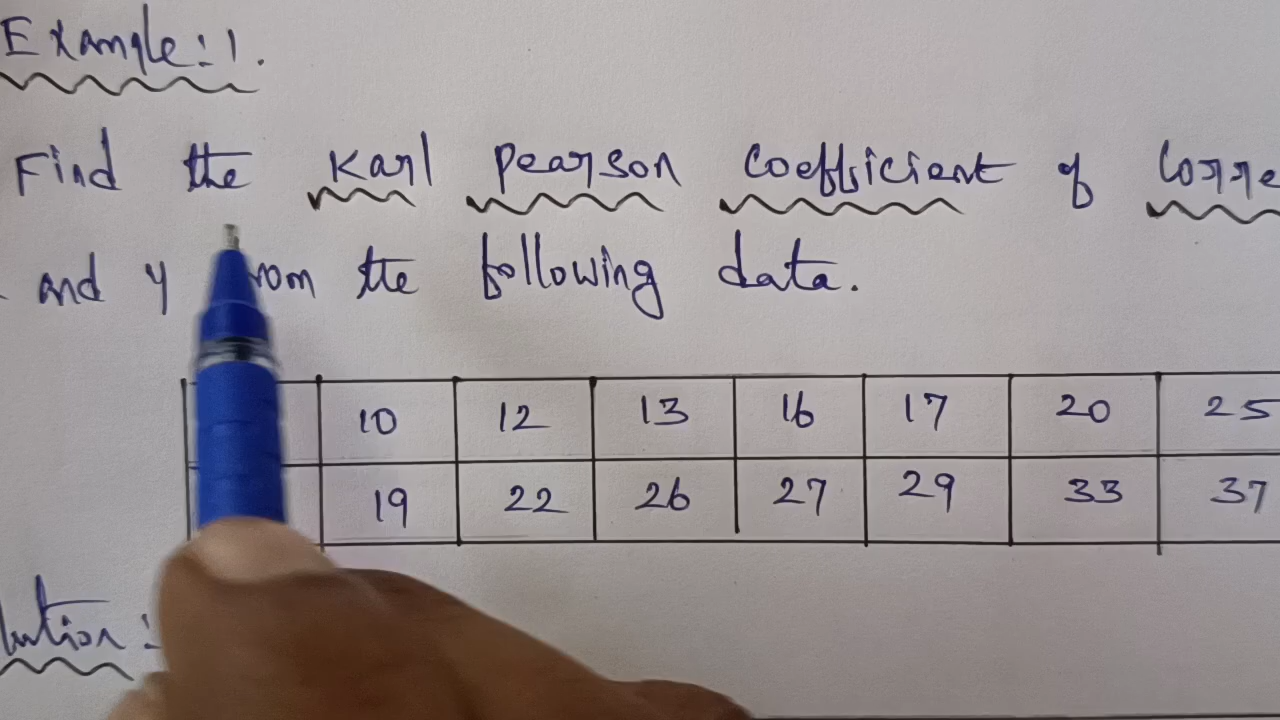 Example:1.
Find the Karl Pearson Coefficient of Corre
and y from the following data.
10 12 13 16 17 20 25
19 22 26 27 29 33 37
lution: